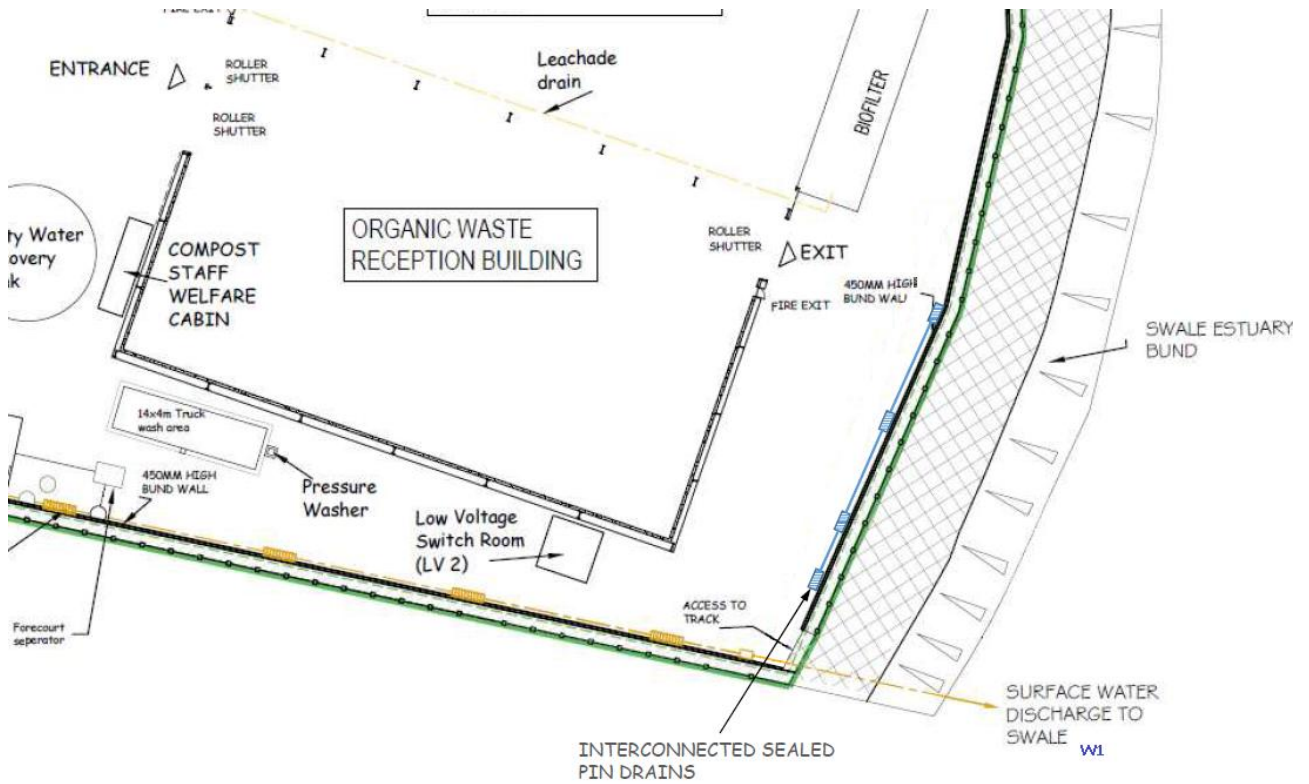 ENTRANCE
ROLLER
SHUTTER
ROLLER
SHUTTER
Leachade
drain
BIOFILTER
ORGANIC WASTE
RECEPTION BUILDING
ROLLER
SHUTTER
EXIT
FIRE EXIT
450MM HIGH
BUND WALL
SWALE ESTUARY
BUND
Water
COMPOST
STAFF
WELFARE
CABIN
14x4m Truck
wash area
450MM HIGH
BUND WALL
Pressure
Washer
Low Voltage
Switch Room
(LV 2)
Forecourt
seperator
ACCESS TO
TRACK
INTERCONNECTED SEALED
PIN DRAINS
SURFACE WATER
DISCHARGE TO
SWALE
W1